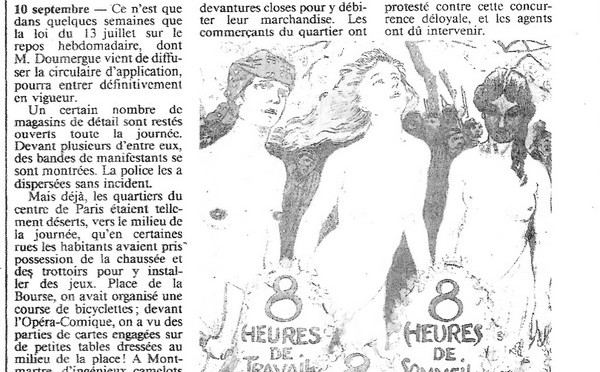 10 septembre — Ce n'est que
dans quelques semaines que
la loi du 13 juillet sur le
repos hebdomadaire, dont
M. Doumergue vient de diffu-
ser la circulaire d'application,
pourra entrer définitivement
en vigueur.
Un certain nombre de
magasins de détail sont restés
ouverts toute la journée.
Devant plusieurs d'entre eux,
des bandes de manifestants se
sont montrées. La police les a
dispersées sans incident.
Mais déjà, les quartiers du
centre de Paris étaient telle-
ment déserts, vers le milieu de
la journée, qu'en certaines
rues les habitants avaient pris
possession de la chaussée et
des trottoirs pour y instal-
ler des jeux. Place de la
Bourse, on avait organisé une
course de bicyclettes; devant
l'Opéra-Comique, on a vu des
parties de cartes engagées sur
de petites tables dressées au
milieu de la place! A Mont-
martre, d'ingénieux camelots
devantures closes pour y débi-
ter leur marchandise. Les
commerçants du quartier ont
protesté contre cette concur-
rence déloyale, et les agents
ont dû intervenir.
8
HEURES
DE
TRAVAIL
8
HEURES
DE
SOMMEIL
8